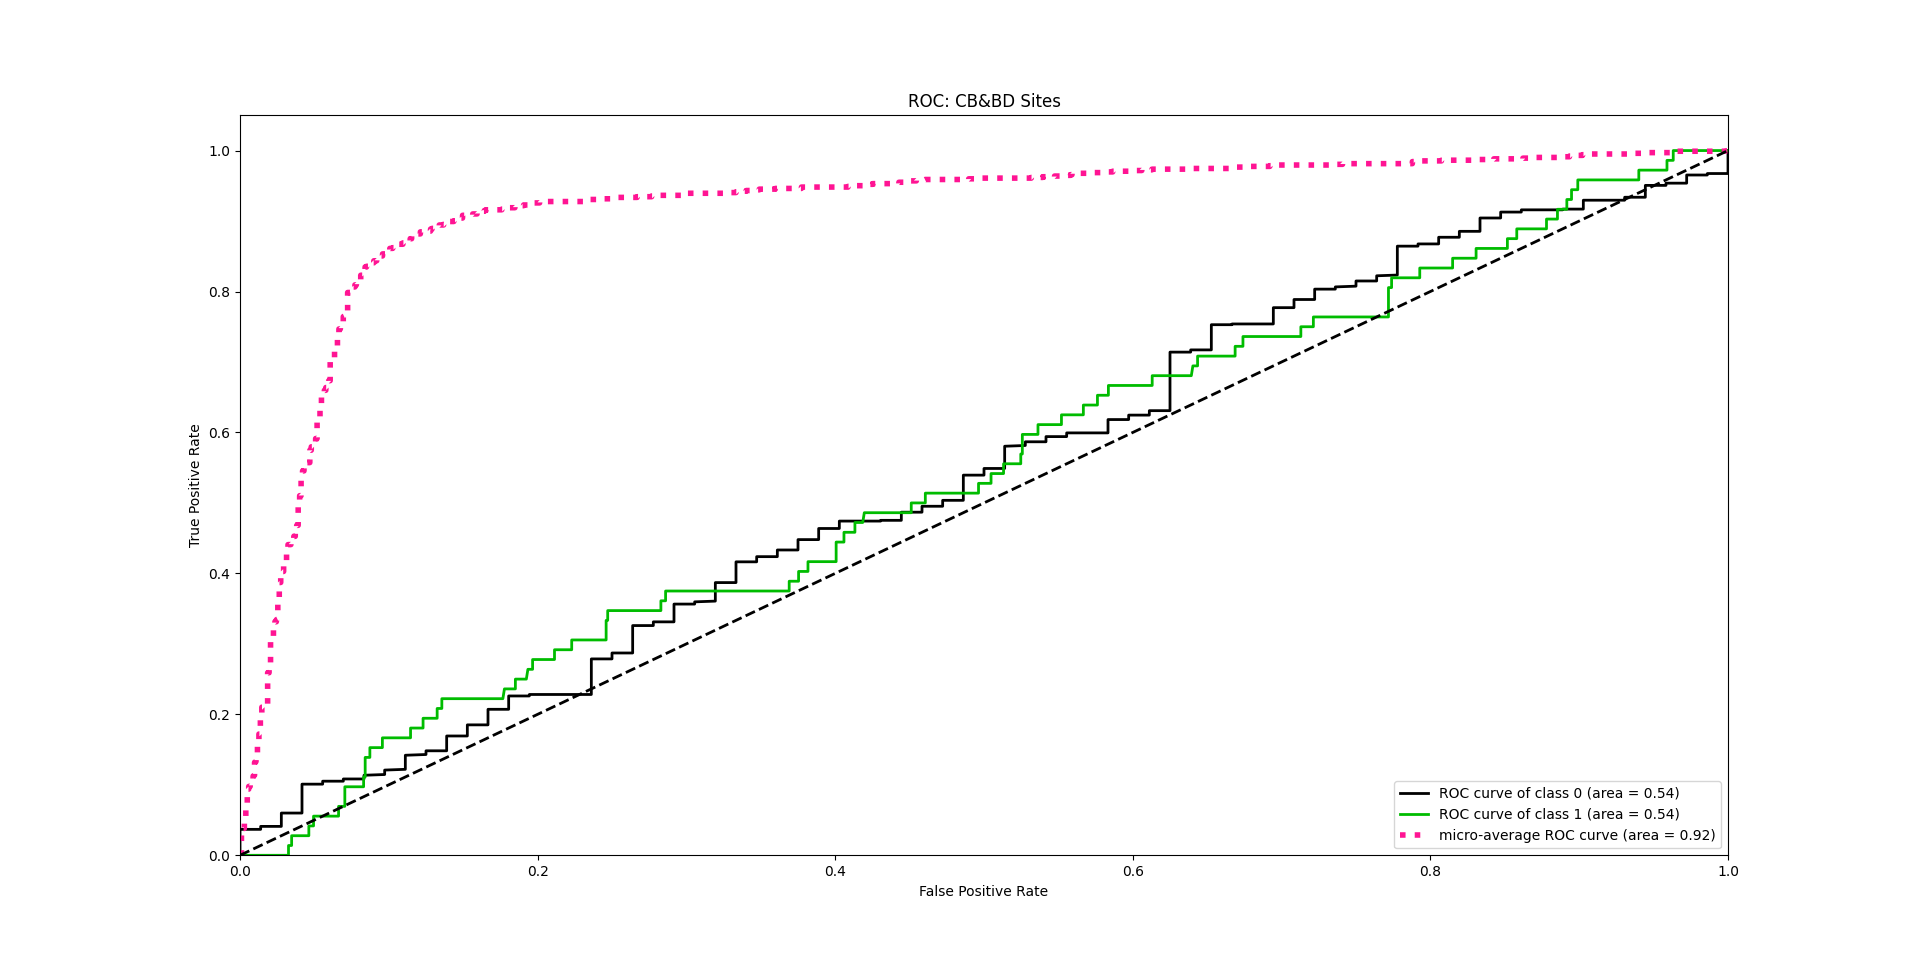 ROC: CB&BD Sites
1.0
0.8
0.6
0.4
0.2
0.0
True Positive Rate
0.0 0.2 0.4 0.6 0.8 1.0
False Positive Rate
ROC curve of class 0 (area = 0.54)
ROC curve of class 1 (area = 0.54)
micro-average ROC curve (area = 0.92)